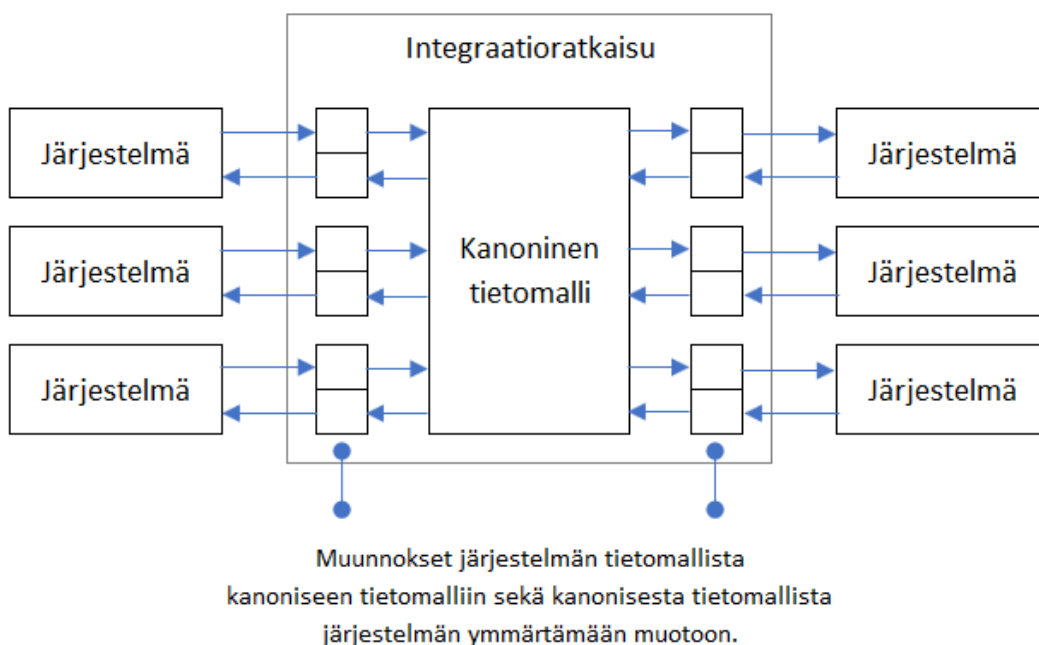 Integraatioratkaisu
Järjestelmä
Järjestelmä
Kanoninen
tietomalli
Järjestelmä
Järjestelmä
Järjestelmä
Järjestelmä
Muunnokset järjestelmän tietomallista
kanoniseen tietomalliin sekä kanonisesta tietomallista
järjestelmän ymmärtämään muotoon.